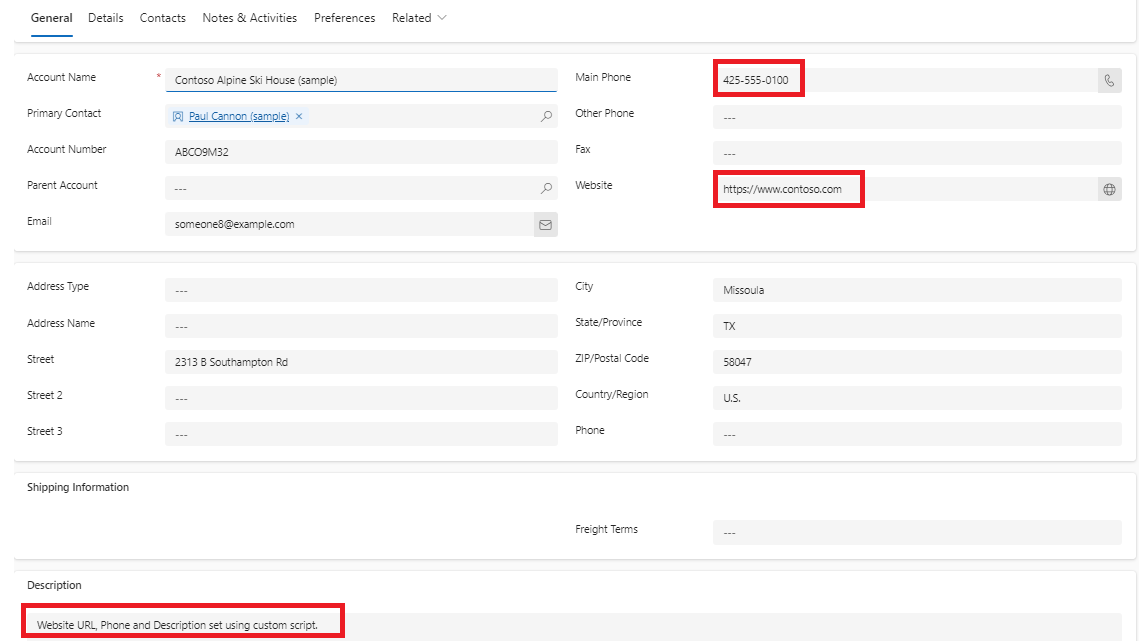 General Details Contacts Notes & Activities Preferences Related
Account Name * Contoso Alpine Ski House (sample)
Main Phone 425-555-0100
Primary Contact Paul Cannon (sample) ×
Other Phone ---
Account Number ABCO9M32
Fax ---
Parent Account ---
Website https://www.contoso.com
Email someone8@example.com
Address Type ---
City Missoula
Address Name ---
State/Province TX
Street 2313 B Southampton Rd
ZIP/Postal Code 58047
Street 2 ---
Country/Region U.S.
Street 3 ---
Phone ---
Shipping Information
Freight Terms ---
Description
Website URL, Phone and Description set using custom script.